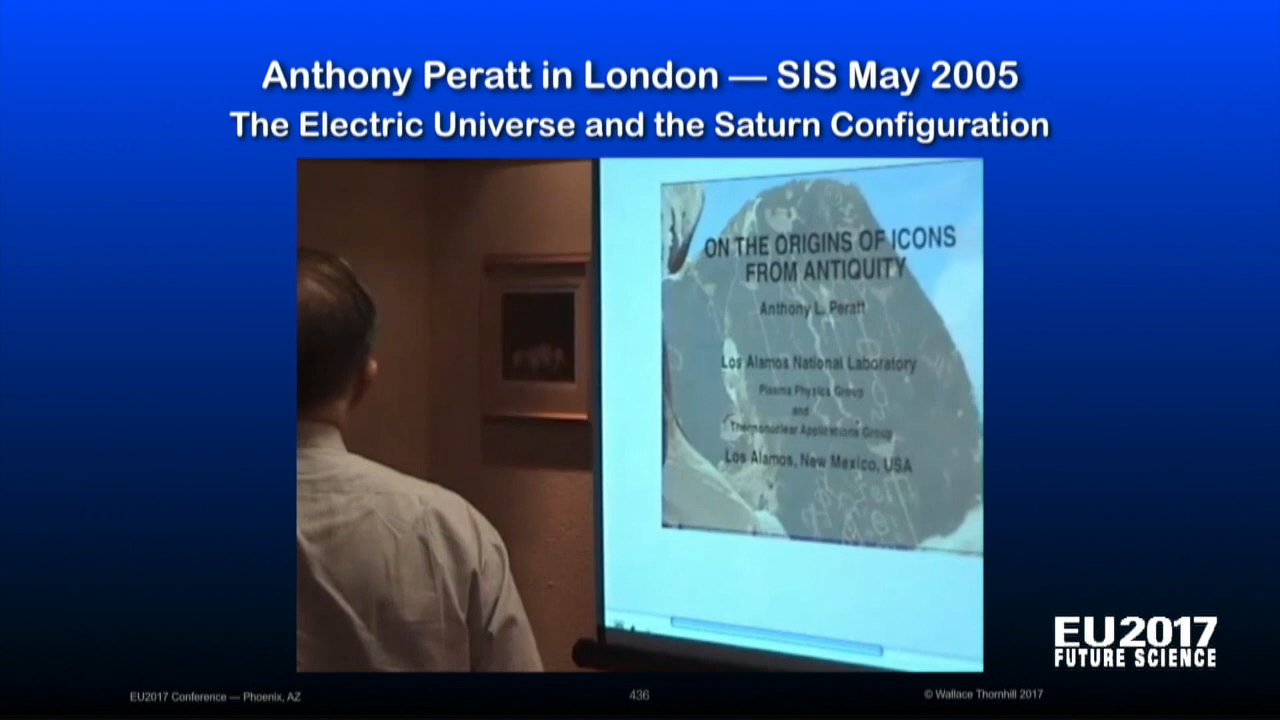 Anthony Peratt in London — SIS May 2005
The Electric Universe and the Saturn Configuration
ON THE ORIGINS OF ICONS
FROM ANTIQUITY
Anthony L. Peratt
Los Alamos National Laboratory
Plasma Physics Group
and
Thermonuclear Applications Group
Los Alamos, New Mexico, USA
EU2017
FUTURE SCIENCE
EU2017 Conference — Phoenix, AZ
436
© Wallace Thornhill 2017